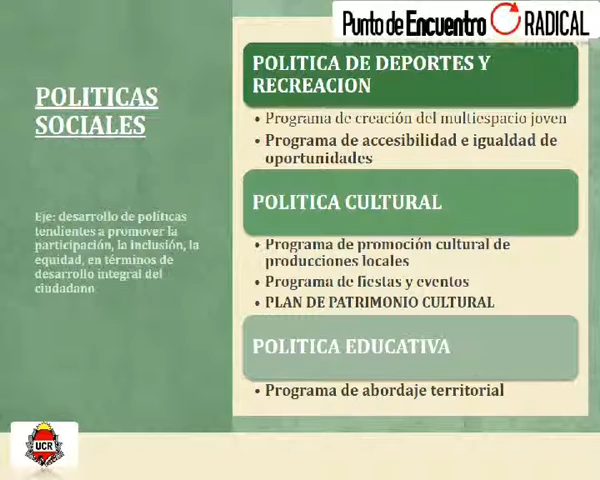 Punto de Encuentro RADICAL
POLITICAS
SOCIALES
Eje: desarrollo de políticas
tendientes a promover la
participación, la inclusión, la
equidad, en términos de
desarrollo integral del
ciudadano
POLITICA DE DEPORTES Y
RECREACION
• Programa de creación del multiespacio joven
• Programa de accesibilidad e igualdad de
oportunidades
POLITICA CULTURAL
• Programa de promoción cultural de
producciones locales
• Programa de fiestas y eventos
• PLAN DE PATRIMONIO CULTURAL
POLITICA EDUCATIVA
• Programa de abordaje territorial
UCR